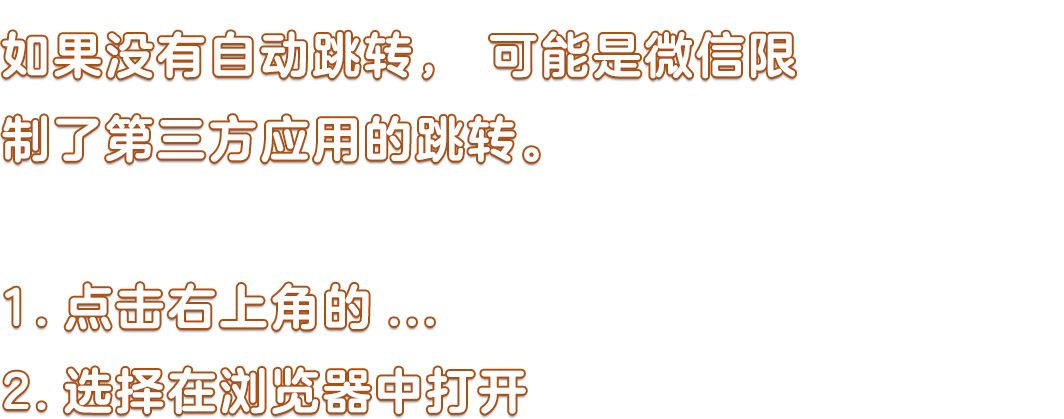 如果没有自动跳转， 可能是微信限
制了第三方应用的跳转。
1. 点击右上角的 ...
2. 选择在浏览器中打开